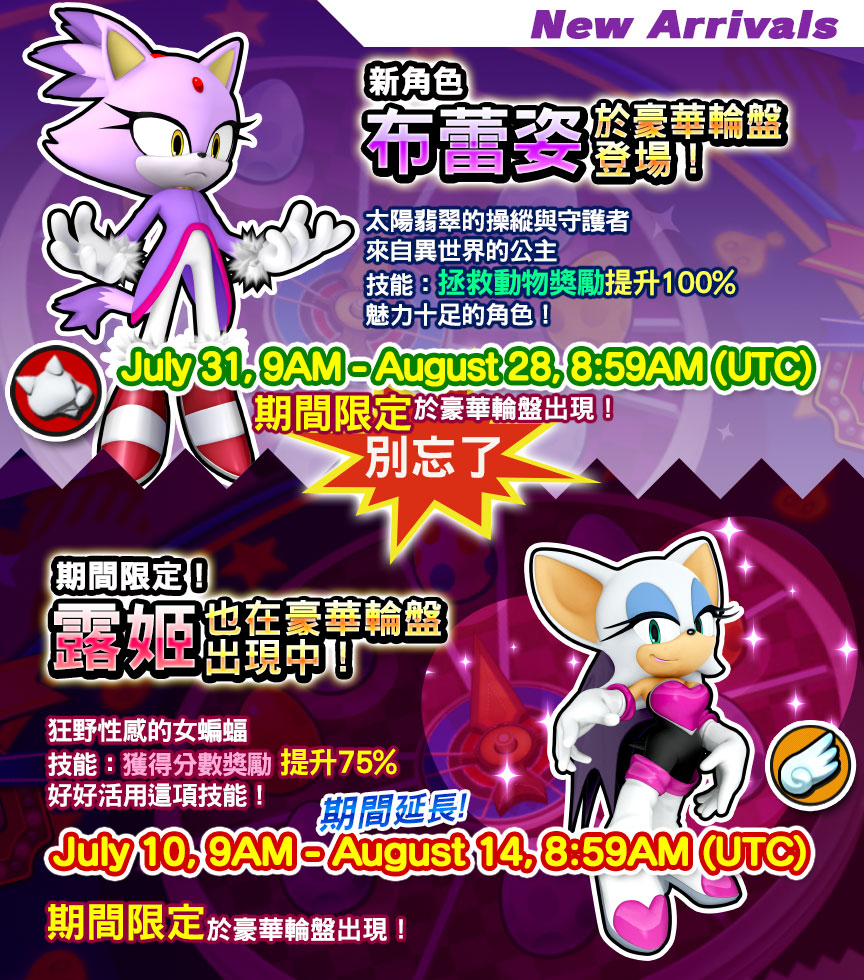 New Arrivals
新角色
布蕾姿於豪華輪盤
登場！
太陽翡翠的操縱與守護者
來自異世界的公主
技能：拯救動物獎勵提升100%
魅力十足的角色！
July 31, 9AM - August 28, 8:59AM (UTC)
期間限定於豪華輪盤出現！
別忘了
期間限定！
露姬也在豪華輪盤
出現中！
狂野性感的女蝙蝠
技能：獲得分數獎勵 提升75%
好好活用這項技能！
期間延長!
July 10, 9AM - August 14, 8:59AM (UTC)
期間限定於豪華輪盤出現！